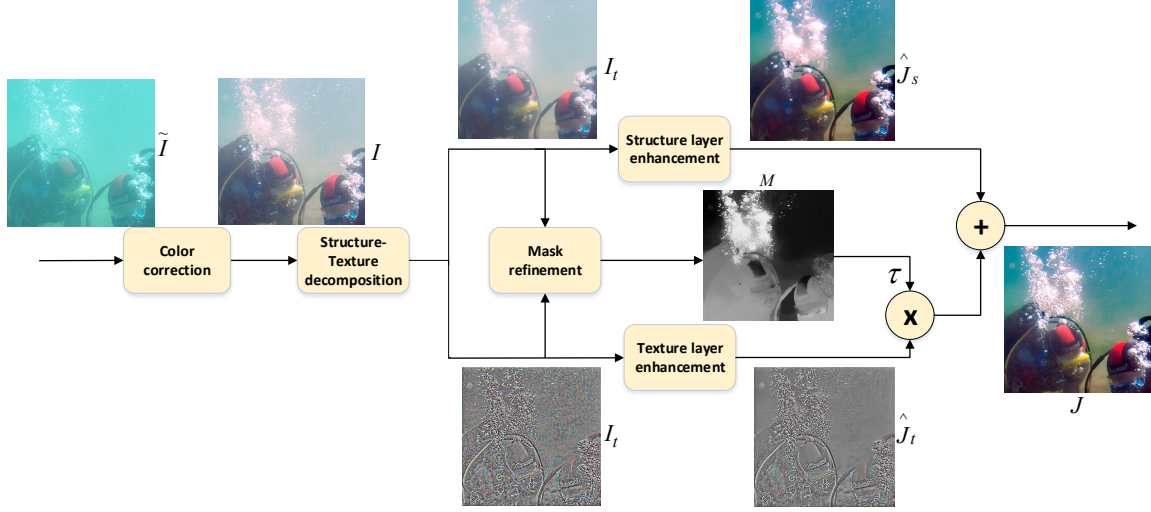 Ĩ
Color
correction
I
Structure-
Texture
decomposition
I_t
Structure layer
enhancement
Ĵ_s
Mask
refinement
M
τ
x
+
Texture layer
enhancement
I_t
Ĵ_t
J